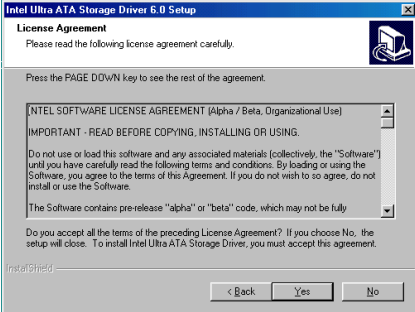 Intel Ultra ATA Storage Driver 6.0 Setup
License Agreement
Please read the following license agreement carefully.
Press the PAGE DOWN key to see the rest of the agreement.
INTEL SOFTWARE LICENSE AGREEMENT (Alpha / Beta, Organizational Use)
IMPORTANT - READ BEFORE COPYING, INSTALLING OR USING.
Do not use or load this software and any associated materials (collectively, the "Software")
until you have carefully read the following terms and conditions. By loading or using the
Software, you agree to the terms of this Agreement. If you do not wish to so agree, do not
install or use the Software.
The Software contains pre-release "alpha" or "beta" code, which may not be fully
Do you accept all the terms of the preceding License Agreement? If you choose No, the
setup will close. To install Intel Ultra ATA Storage Driver, you must accept this agreement.
InstallShield
< Back
Yes
No